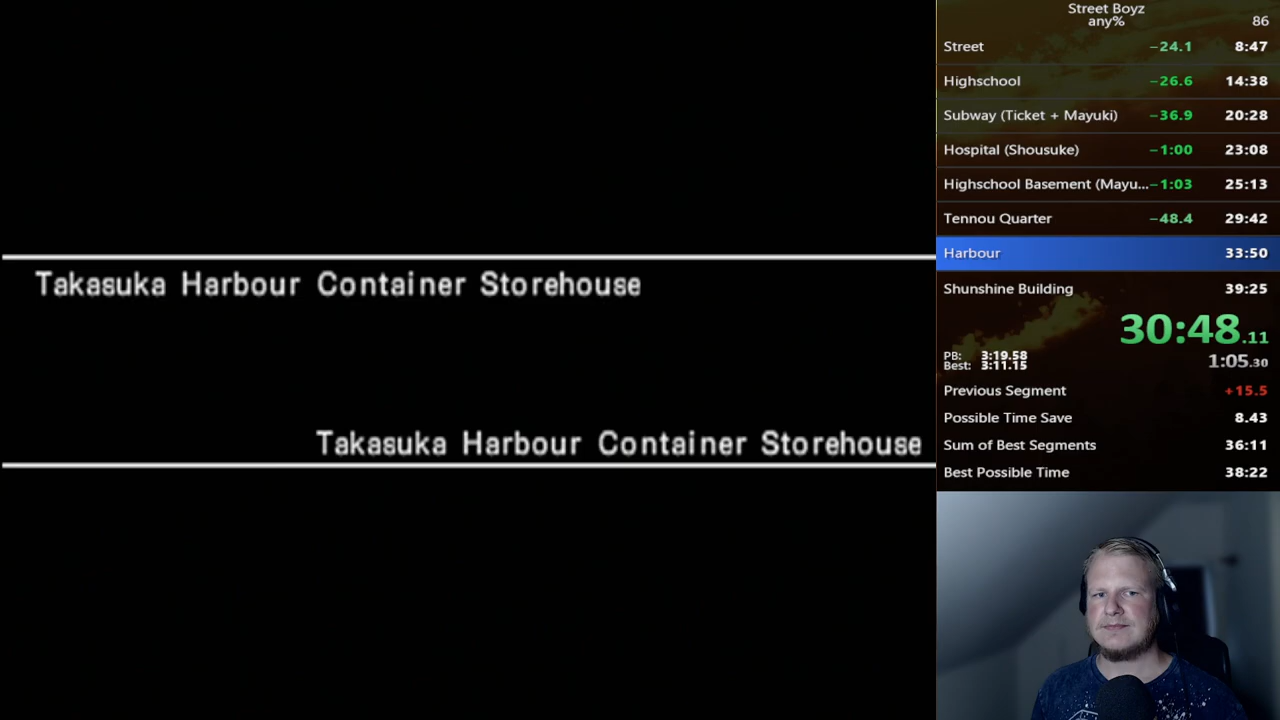 Takasuka Harbour Container Storehouse
Takasuka Harbour Container Storehouse
Street Boyz
any% 86
Street −24.1 8:47
Highschool −26.6 14:38
Subway (Ticket + Mayuki) −36.9 20:28
Hospital (Shousuke) −1:00 23:08
Highschool Basement (Mayu... −1:03 25:13
Tennou Quarter −48.4 29:42
Harbour 33:50
Shunshine Building 39:25
30:48.11
PB: 3:19.58
Best: 3:11.15
1:05.30
Previous Segment +15.5
Possible Time Save 8.43
Sum of Best Segments 36:11
Best Possible Time 38:22